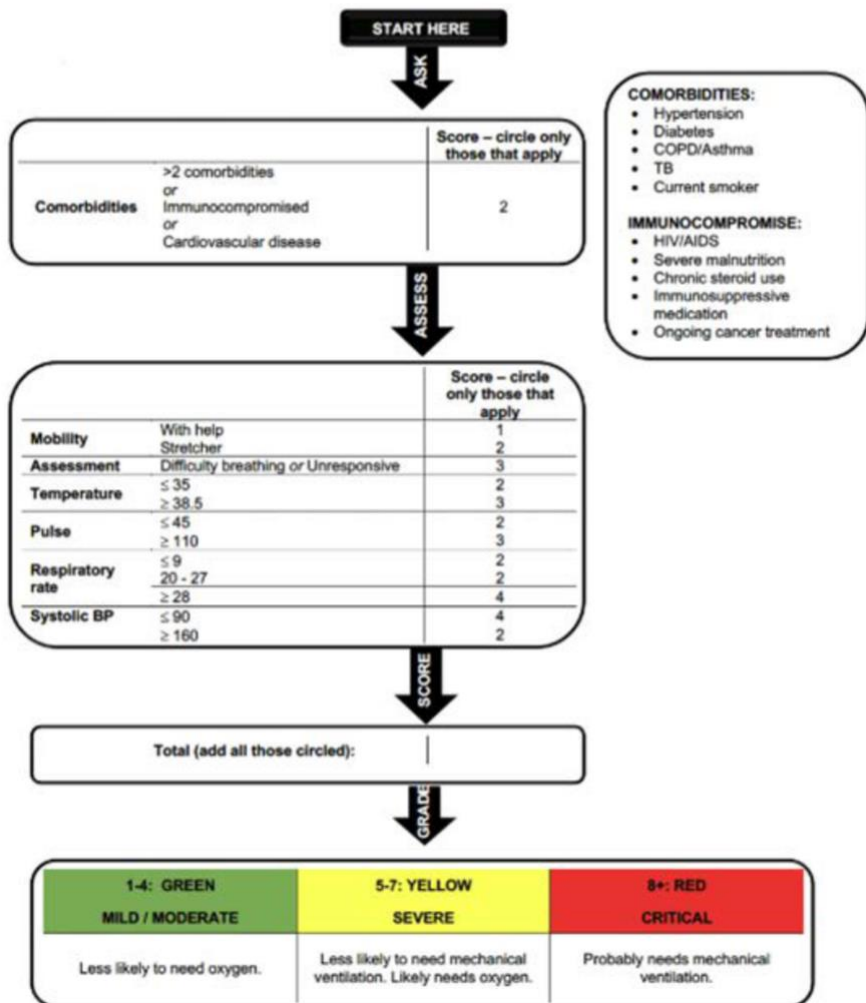 START HERE
ASK
Score – circle only
those that apply
Comorbidities
>2 comorbidities
or
Immunocompromised
or
Cardiovascular disease
2
COMORBIDITIES:
• Hypertension
• Diabetes
• COPD/Asthma
• TB
• Current smoker
IMMUNOCOMPROMISE:
• HIV/AIDS
• Severe malnutrition
• Chronic steroid use
• Immunosuppressive
medication
• Ongoing cancer treatment
ASSESS
Score – circle
only those that
apply
Mobility
With help 1
Stretcher 2
Assessment Difficulty breathing or Unresponsive 3
Temperature
≤ 35 2
≥ 38.5 3
Pulse
≤ 45 2
≥ 110 3
Respiratory
rate
≤ 9 2
20 - 27 2
≥ 28 4
Systolic BP ≤ 90 4
≥ 160 2
SCORE
Total (add all those circled):
GRADE
1-4: GREEN
MILD / MODERATE
Less likely to need oxygen.
5-7: YELLOW
SEVERE
Less likely to need mechanical
ventilation. Likely needs oxygen.
8+: RED
CRITICAL
Probably needs mechanical
ventilation.